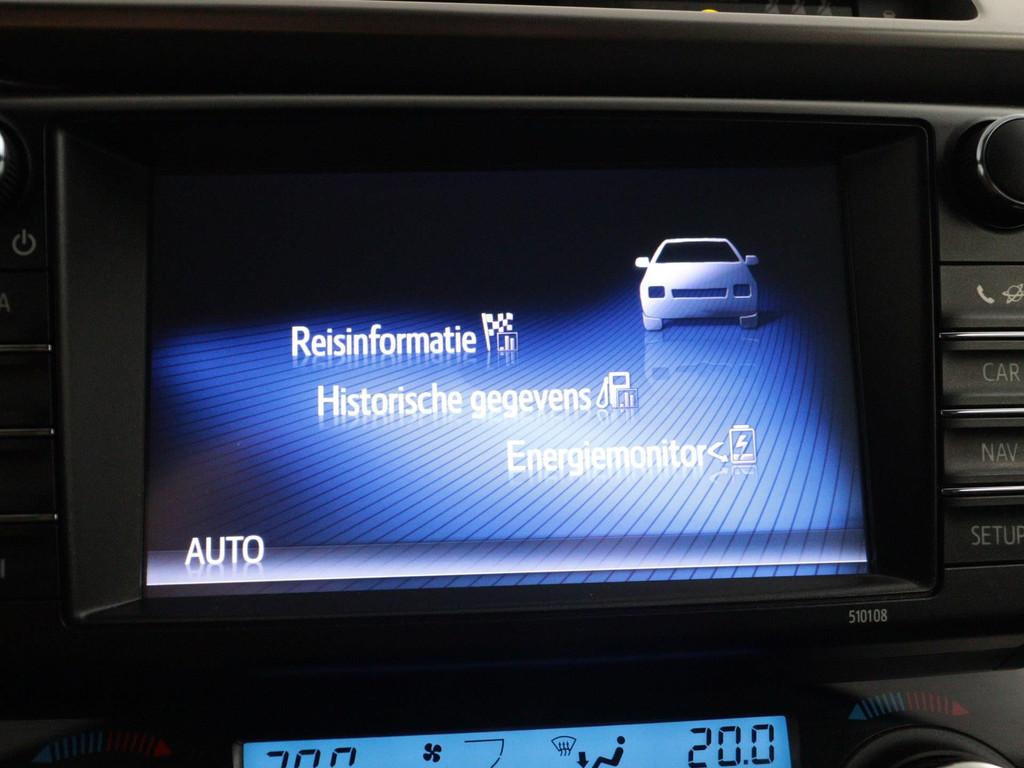 Reisinformatie
Historische gegevens
Energiemonitor
AUTO
CAR
NAV
SETUP
510108
20.0